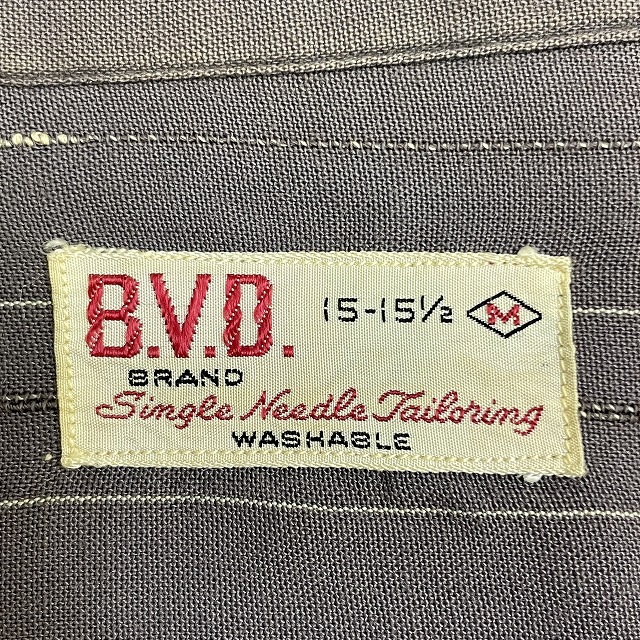 B.V.D. 15-15½ M
BRAND
Single Needle Tailoring
WASHABLE